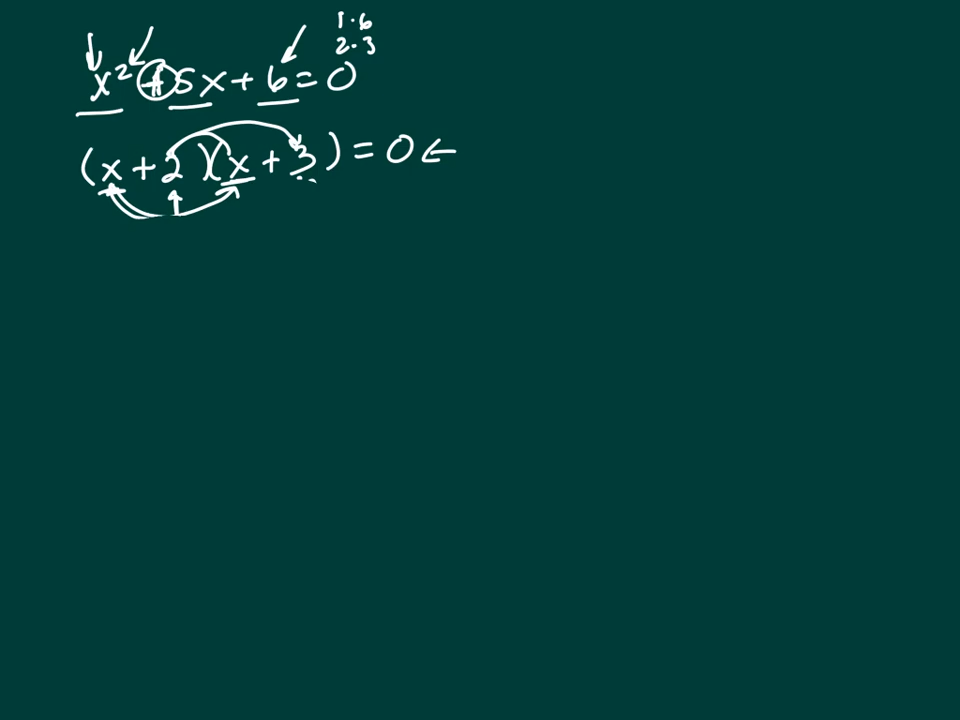 1·6
2·3
x² + 5x + 6 = 0
(x + 2)(x + 3) = 0 ←